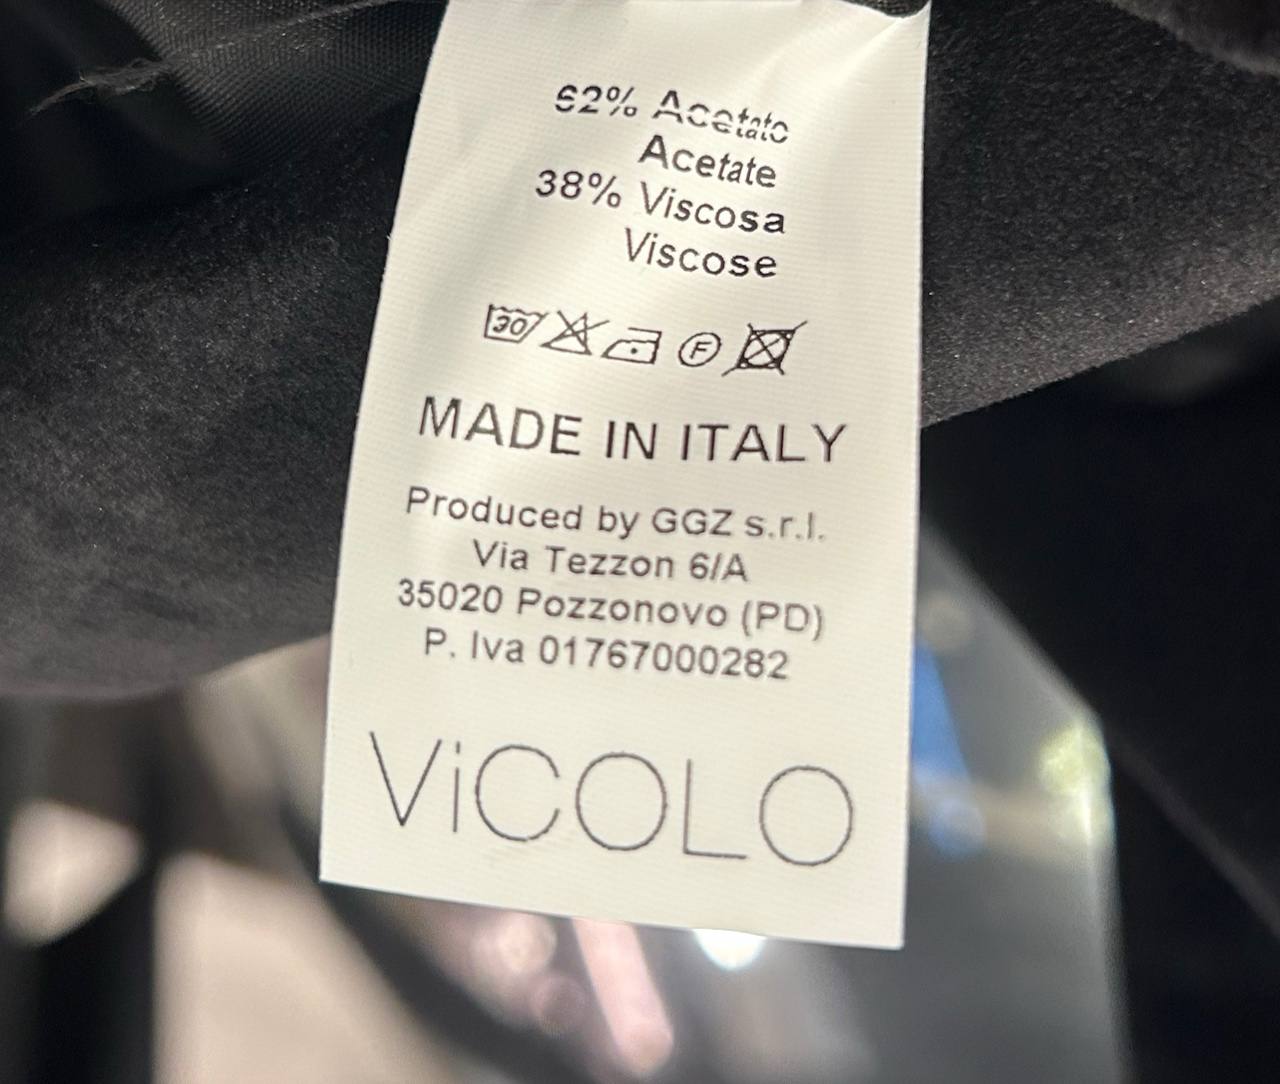 62% Acetato
Acetate
38% Viscosa
Viscose
30
F
MADE IN ITALY
Produced by GGZ s.r.l.
Via Tezzon 6/A
35020 Pozzonovo (PD)
P. Iva 01767000282
ViCOLO